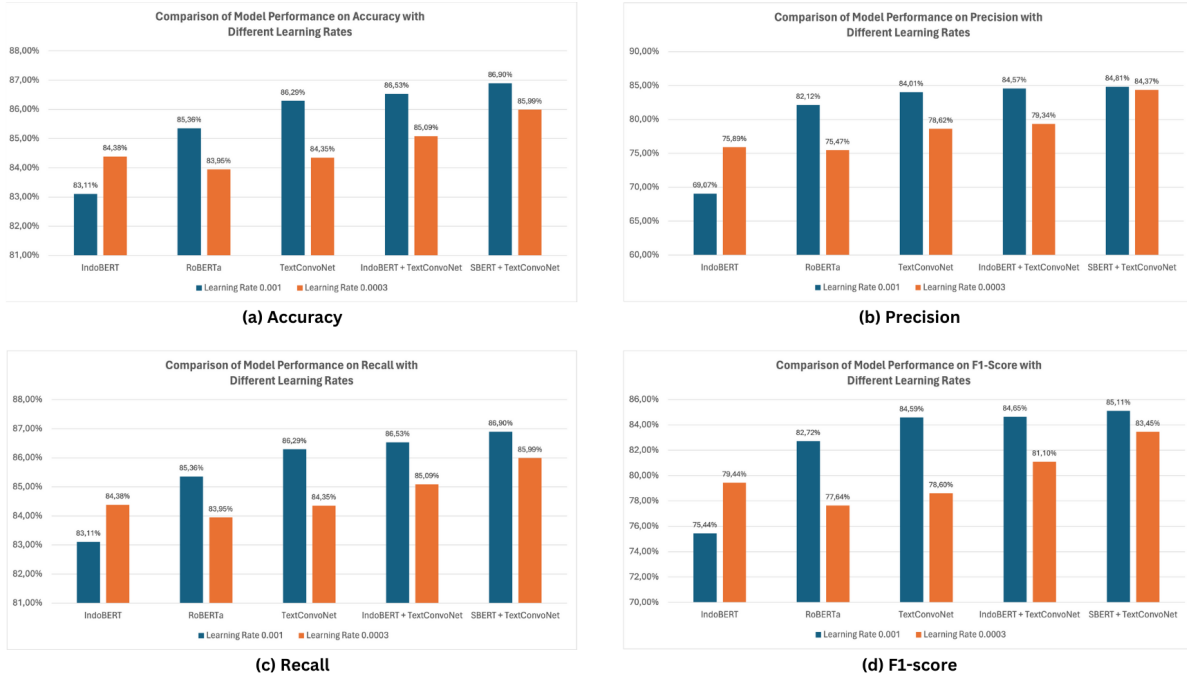 Comparison of Model Performance on Accuracy with
Different Learning Rates
88,00%
87,00%
86,00%
85,00%
84,00%
83,00%
82,00%
81,00%
83,11%
84,38%
85,36%
83,95%
86,29%
84,35%
86,53%
85,09%
86,90%
85,99%
IndoBERT
RoBERTa
TextConvoNet
IndoBERT + TextConvoNet
SBERT + TextConvoNet
Learning Rate 0.001
Learning Rate 0.0003
(a) Accuracy
Comparison of Model Performance on Precision with
Different Learning Rates
90,00%
85,00%
80,00%
75,00%
70,00%
65,00%
60,00%
69,07%
75,89%
82,12%
75,47%
84,01%
78,62%
84,57%
79,34%
84,81%
84,37%
IndoBERT
RoBERTa
TextConvoNet
IndoBERT + TextConvoNet
SBERT + TextConvoNet
Learning Rate 0.001
Learning Rate 0.0003
(b) Precision
Comparison of Model Performance on Recall with
Different Learning Rates
88,00%
87,00%
86,00%
85,00%
84,00%
83,00%
82,00%
81,00%
83,11%
84,38%
85,36%
83,95%
86,29%
84,35%
86,53%
85,09%
86,90%
85,99%
IndoBERT
RoBERTa
TextConvoNet
IndoBERT + TextConvoNet
SBERT + TextConvoNet
Learning Rate 0.001
Learning Rate 0.0003
(c) Recall
Comparison of Model Performance on F1-Score with
Different Learning Rates
86,00%
84,00%
82,00%
80,00%
78,00%
76,00%
74,00%
72,00%
70,00%
75,44%
79,44%
82,72%
77,64%
84,59%
78,60%
84,65%
81,10%
85,11%
83,45%
IndoBERT
RoBERTa
TextConvoNet
IndoBERT + TextConvoNet
SBERT + TextConvoNet
Learning Rate 0.001
Learning Rate 0.0003
(d) F1-score